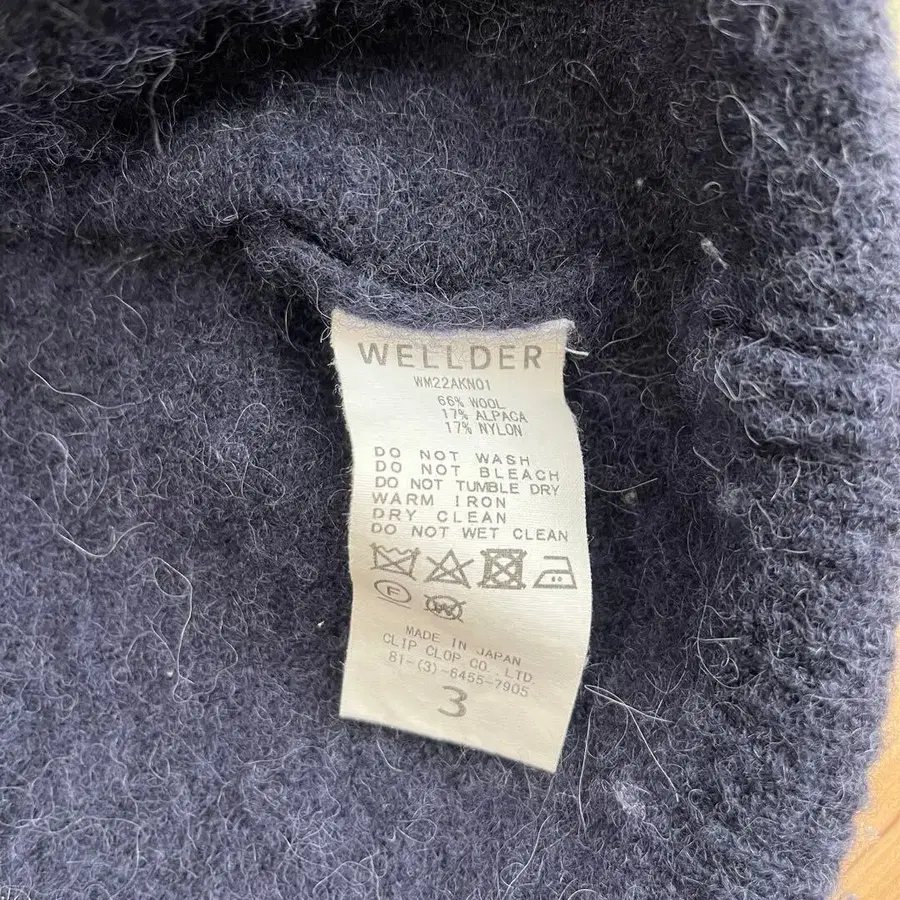 WELLDER
WM22AKN01
66% WOOL
17% ALPACA
17% NYLON
DO NOT WASH
DO NOT BLEACH
DO NOT TUMBLE DRY
WARM IRON
DRY CLEAN
DO NOT WET CLEAN
F W
MADE IN JAPAN
CLIP CLOP CO.,LTD.
81-(3)-6455-7905
3